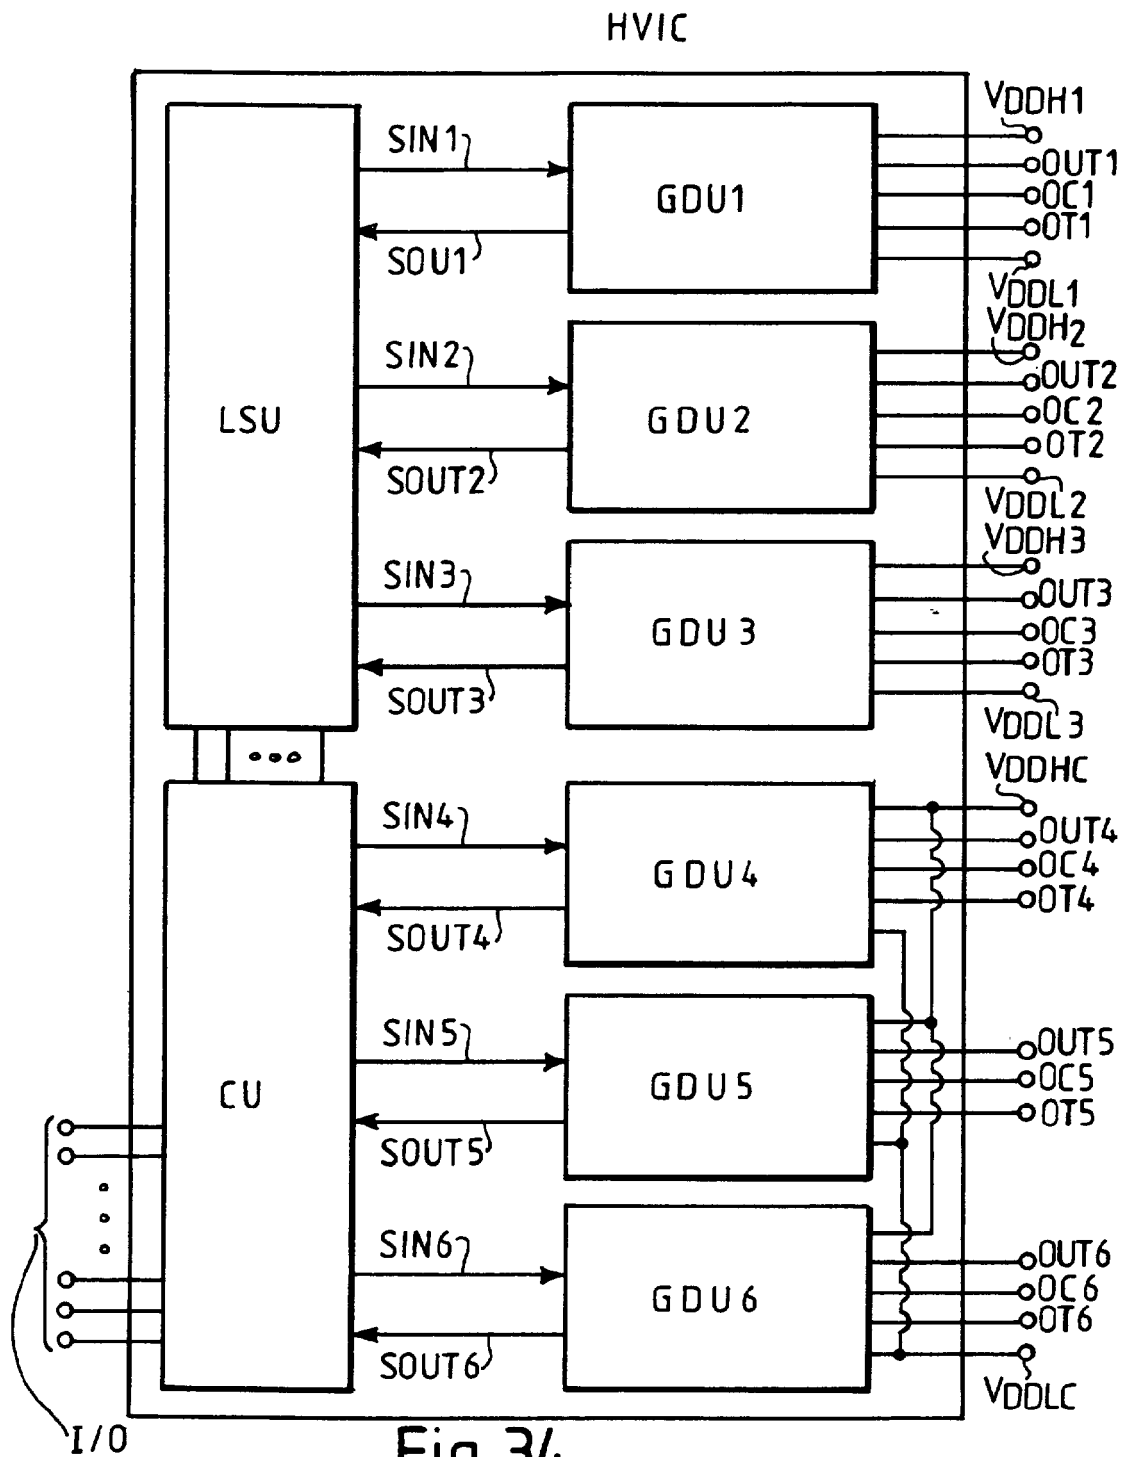 HVIC
VDDH1
SIN1
OUT1
GDU1
OC1
OT1
SOU1
VDDL1
VDDH2
SIN2
OUT2
LSU
GDU2
OC2
OT2
SOUT2
VDDL2
VDDH3
SIN3
OUT3
GDU3
OC3
OT3
SOUT3
VDDL3
VDDHC
SIN4
OUT4
GDU4
OC4
OT4
SOUT4
SIN5
OUT5
CU
GDU5
OC5
OT5
SOUT5
SIN6
OUT6
GDU6
OC6
OT6
SOUT6
VDDLC
I/O
Fig.34